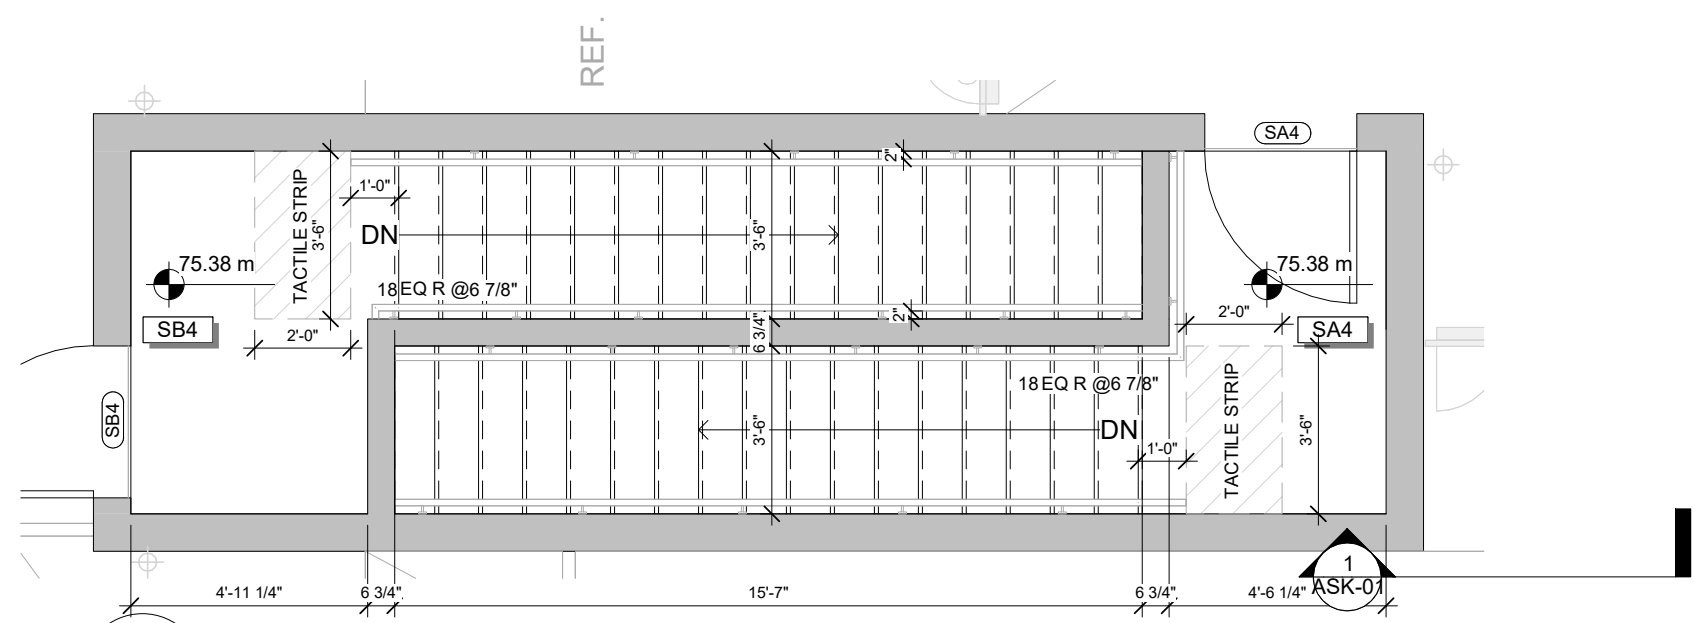 REF.
SA4
2"
TACTILE STRIP
3'-6"
1'-0"
DN
3'-6"
75.38 m
75.38 m
18 EQ R @6 7/8"
2'-0"
SB4
2'-0"
6 3/4"
2"
SA4
18 EQ R @6 7/8"
SB4
3'-6"
DN
1'-0"
TACTILE STRIP
3'-6"
1
ASK-01
4'-11 1/4"
6 3/4"
15'-7"
6 3/4"
4'-6 1/4"